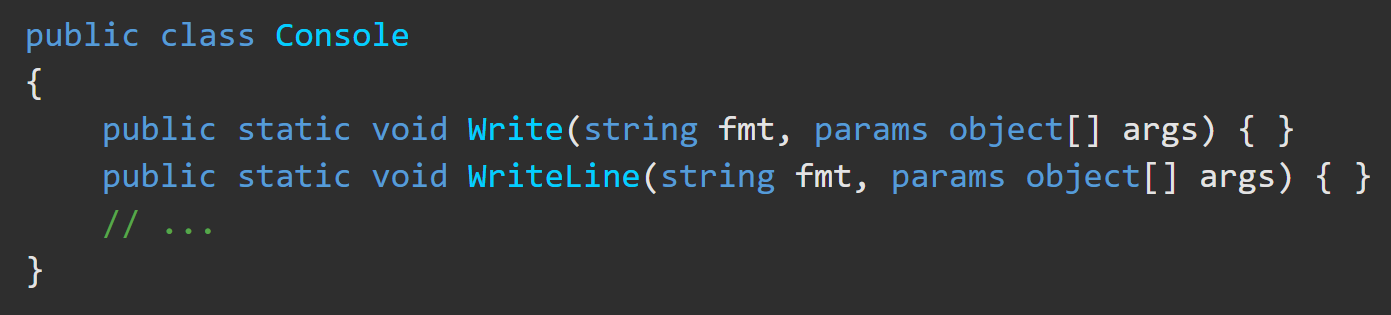 public class Console
{
    public static void Write(string fmt, params object[] args) { }
    public static void WriteLine(string fmt, params object[] args) { }
    // ...
}